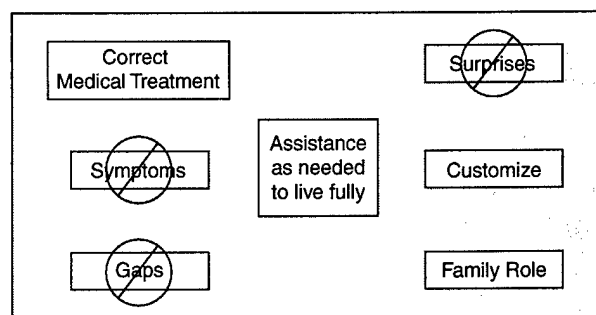 Correct
Medical Treatment
Surprises
Symptoms
Assistance
as needed
to live fully
Customize
Gaps
Family Role